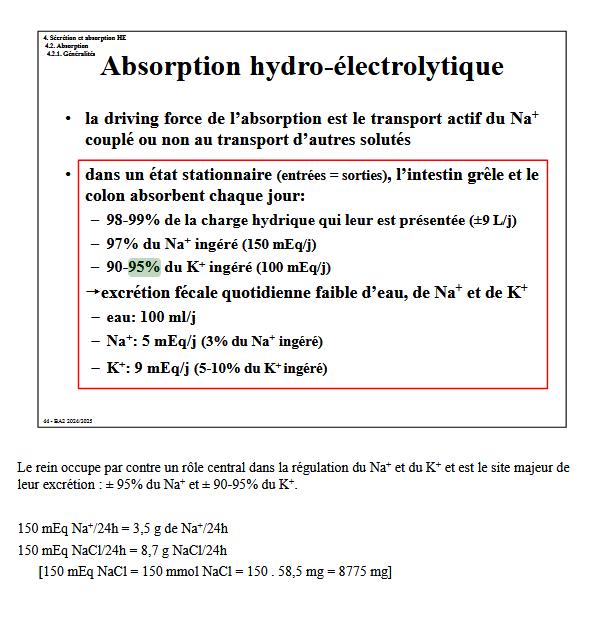 4. Sécrétion et absorption HE
4.2. Absorption
4.2.1. Généralités
Absorption hydro-électrolytique
• la driving force de l’absorption est le transport actif du Na⁺
couplé ou non au transport d’autres solutés
• dans un état stationnaire (entrées = sorties), l’intestin grêle et le
colon absorbent chaque jour:
– 98-99% de la charge hydrique qui leur est présentée (±9 L/j)
– 97% du Na⁺ ingéré (150 mEq/j)
– 90-95% du K⁺ ingéré (100 mEq/j)
→excrétion fécale quotidienne faible d’eau, de Na⁺ et de K⁺
– eau: 100 ml/j
– Na⁺: 5 mEq/j (3% du Na⁺ ingéré)
– K⁺: 9 mEq/j (5-10% du K⁺ ingéré)
66 - BA2 2024/2025
Le rein occupe par contre un rôle central dans la régulation du Na⁺ et du K⁺ et est le site majeur de
leur excrétion : ± 95% du Na⁺ et ± 90-95% du K⁺.
150 mEq Na⁺/24h = 3,5 g de Na⁺/24h
150 mEq NaCl/24h = 8,7 g NaCl/24h
[150 mEq NaCl = 150 mmol NaCl = 150 . 58,5 mg = 8775 mg]